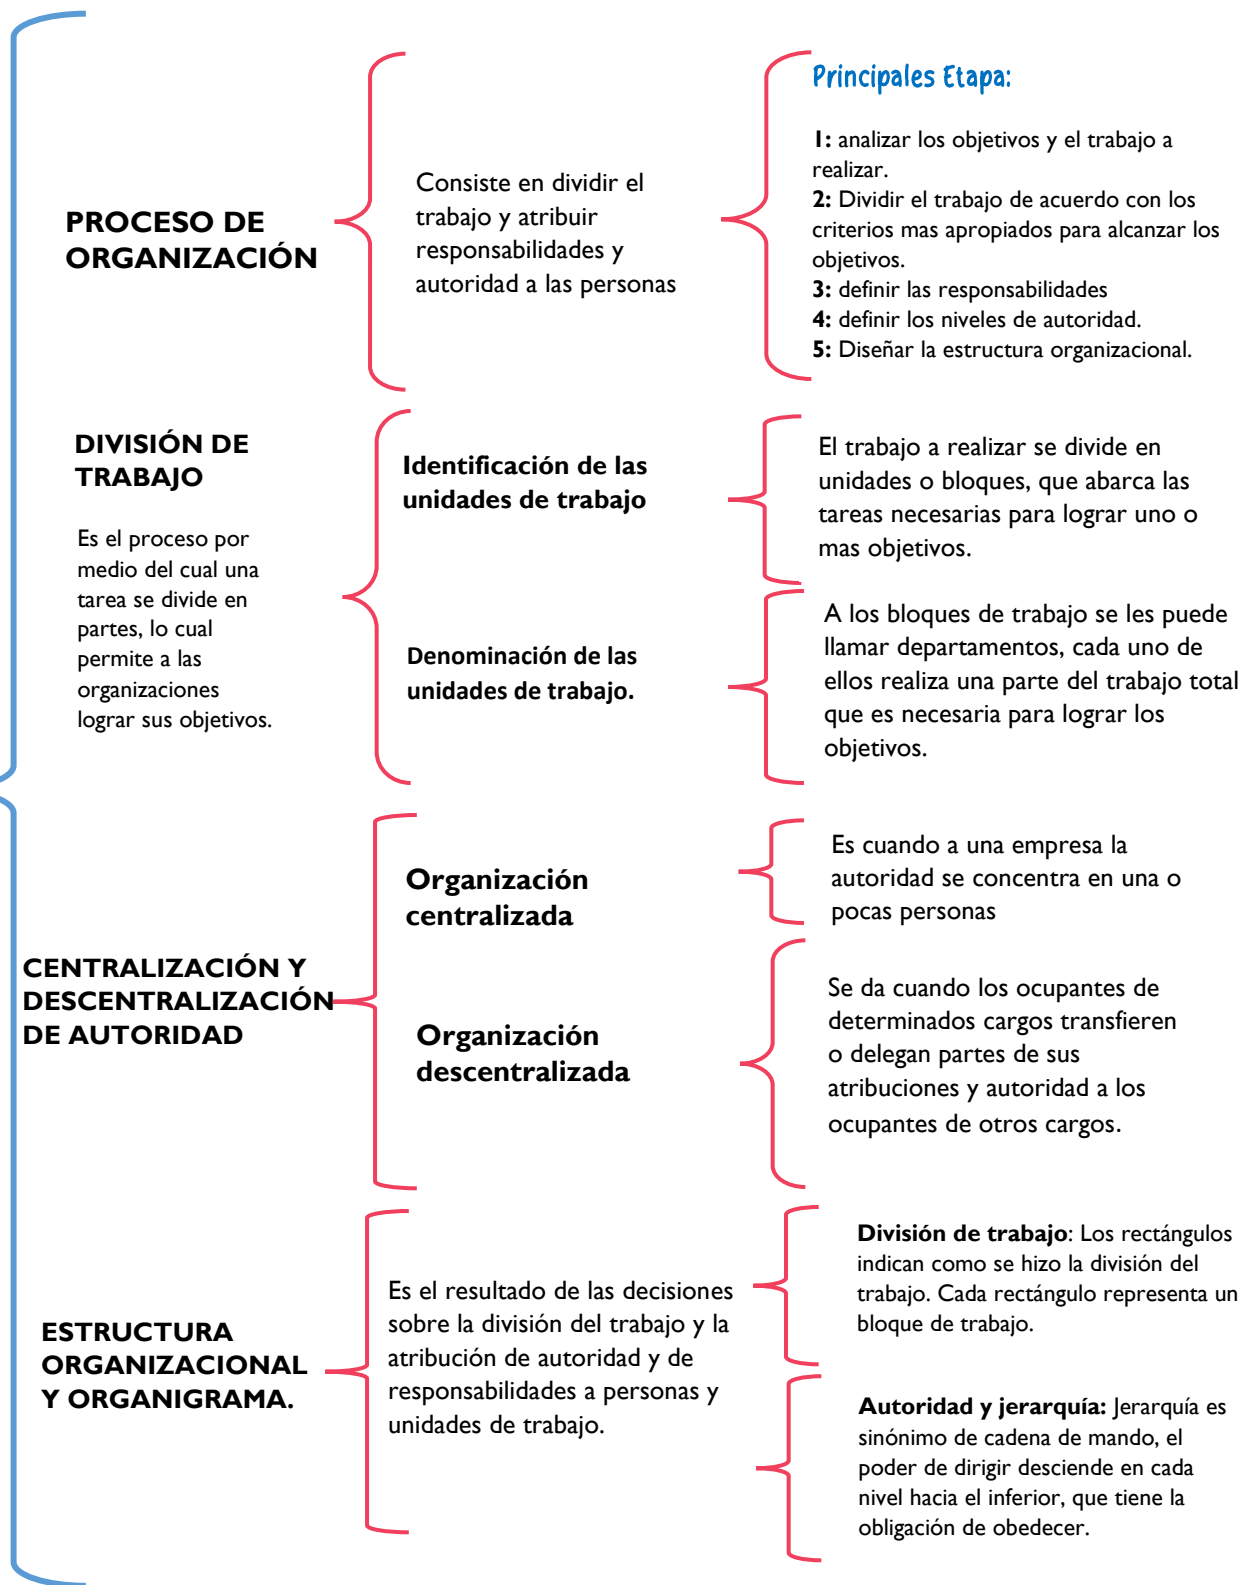 PROCESO DE
ORGANIZACIÓN
Consiste en dividir el
trabajo y atribuir
responsabilidades y
autoridad a las personas
Principales Etapa:
1: analizar los objetivos y el trabajo a
realizar.
2: Dividir el trabajo de acuerdo con los
criterios mas apropiados para alcanzar los
objetivos.
3: definir las responsabilidades
4: definir los niveles de autoridad.
5: Diseñar la estructura organizacional.
DIVISIÓN DE
TRABAJO
Es el proceso por
medio del cual una
tarea se divide en
partes, lo cual
permite a las
organizaciones
lograr sus objetivos.
Identificación de las
unidades de trabajo
El trabajo a realizar se divide en
unidades o bloques, que abarca las
tareas necesarias para lograr uno o
mas objetivos.
Denominación de las
unidades de trabajo.
A los bloques de trabajo se les puede
llamar departamentos, cada uno de
ellos realiza una parte del trabajo total
que es necesaria para lograr los
objetivos.
CENTRALIZACIÓN Y
DESCENTRALIZACIÓN
DE AUTORIDAD
Organización
centralizada
Es cuando a una empresa la
autoridad se concentra en una o
pocas personas
Organización
descentralizada
Se da cuando los ocupantes de
determinados cargos transfieren
o delegan partes de sus
atribuciones y autoridad a los
ocupantes de otros cargos.
ESTRUCTURA
ORGANIZACIONAL
Y ORGANIGRAMA.
Es el resultado de las decisiones
sobre la división del trabajo y la
atribución de autoridad y de
responsabilidades a personas y
unidades de trabajo.
División de trabajo: Los rectángulos
indican como se hizo la división del
trabajo. Cada rectángulo representa un
bloque de trabajo.
Autoridad y jerarquía: Jerarquía es
sinónimo de cadena de mando, el
poder de dirigir desciende en cada
nivel hacia el inferior, que tiene la
obligación de obedecer.